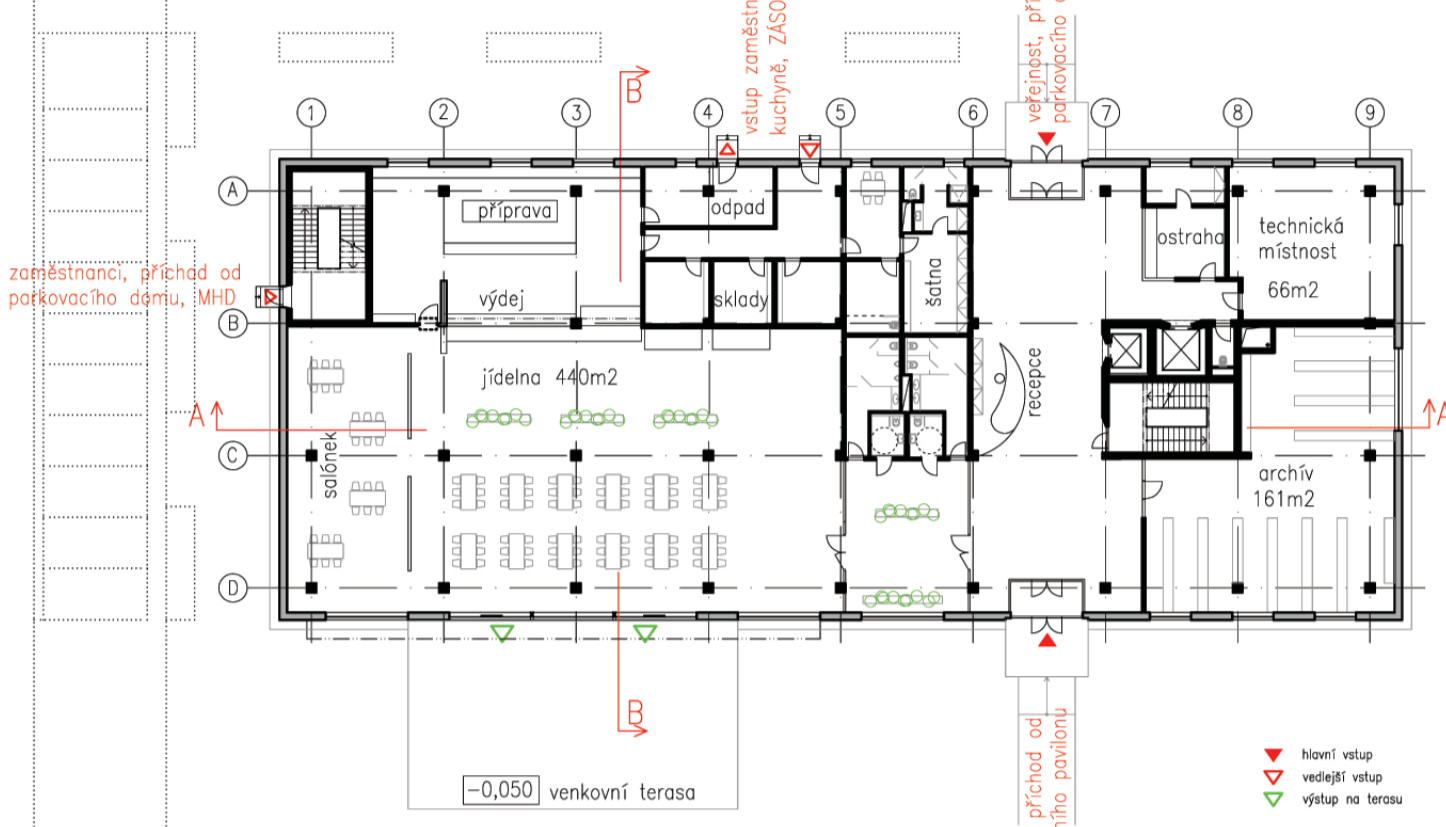 vstup zaměstn
kuchyně, ZÁSO
veřejnost, pří
parkovacího d
B
1
2
3
4
5
6
7
8
9
A
příprava
odpad
ostraha
technická
místnost
66m2
zaměstnanci, příchod od
parkovacího domu, MHD
výdej
sklady
šatna
B
jídelna 440m2
recepce
A
A
C
salónek
archív
161m2
D
B
příchod od
ního pavilonu
-0,050 venkovní terasa
hlavní vstup
vedlejší vstup
výstup na terasu